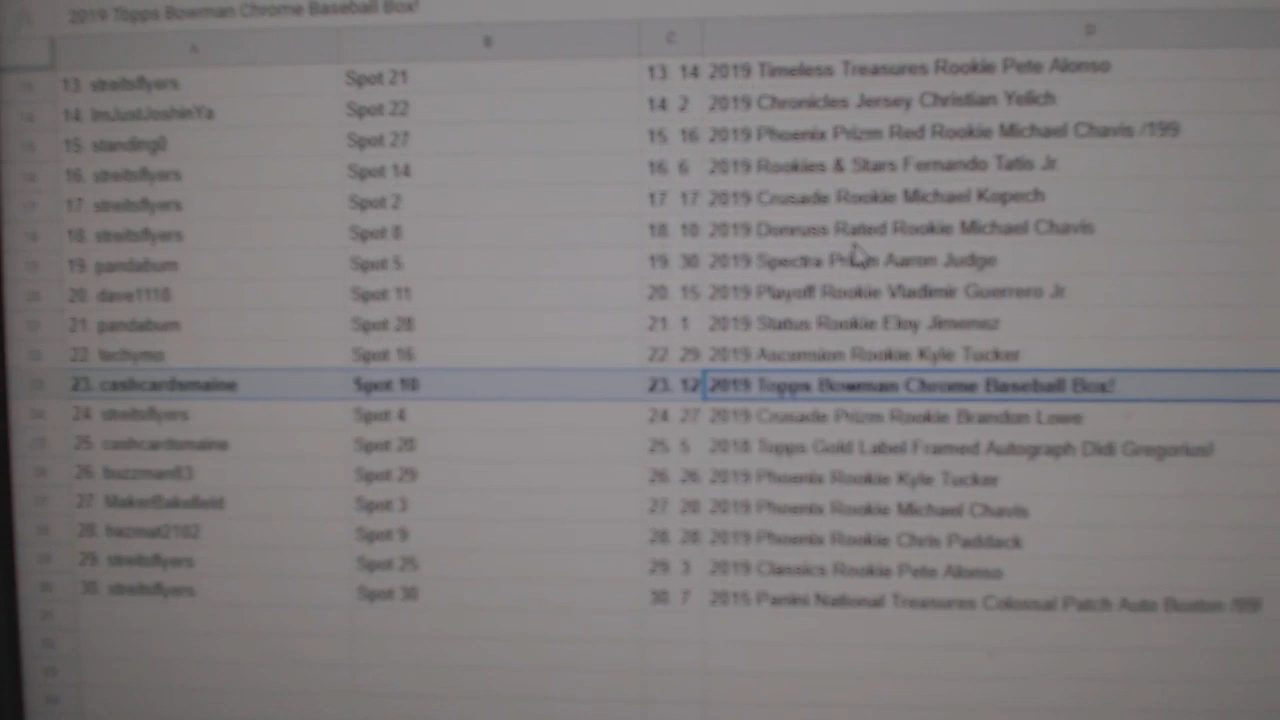 2019 Topps Bowman Chrome Baseball Box!
A B C D
13. streitsflyers Spot 21 13. 14 2019 Timeless Treasures Rookie Pete Alonso
14. ImJustJoshinYa Spot 22 14. 2 2019 Chronicles Jersey Christian Yelich
15. standing0 Spot 27 15. 16 2019 Phoenix Prizm Red Rookie Michael Chavis /199
16. streitsflyers Spot 14 16. 6 2019 Rookies & Stars Fernando Tatis Jr.
17. streitsflyers Spot 2 17. 17 2019 Crusade Rookie Michael Kopech
18. streitsflyers Spot 8 18. 2019 Donruss Rated Rookie Michael Chavis
19. pandabum Spot 5 19. 30 2019 Spectra Prizm Aaron Judge
20. dave1118 Spot 11 20. 15 2019 Playoff Rookie Vladimir Guerrero Jr.
21. pandabum Spot 28 21. 1 2019 Status Rookie Eloy Jimenez
22. techymo Spot 16 22. 29 2019 Ascension Rookie Kyle Tucker
23. cashcardsmaine Spot 10 23. 12 2019 Topps Bowman Chrome Baseball Box!
24. streitsflyers Spot 4 24. 27 2019 Crusade Prizm Rookie Brandon Lowe
25. cashcardsmaine Spot 25. 5 2018 Topps Gold Label Framed Autograph Didi Gregorius!
26. buzzman83 Spot 29 26. 26 2019 Phoenix Rookie Kyle Tucker
27. Spot 3 27. 2019 Phoenix Rookie Michael Chavis
28. hazmat2102 Spot 9 28. 2019 Phoenix Rookie Chris Paddack
29. streitsflyers Spot 25 29. 3 2019 Classics Rookie Pete Alonso
30. streitsflyers Spot 30 30. 7 2015 Panini National Treasures Colossal Patch Auto Buxton /99!